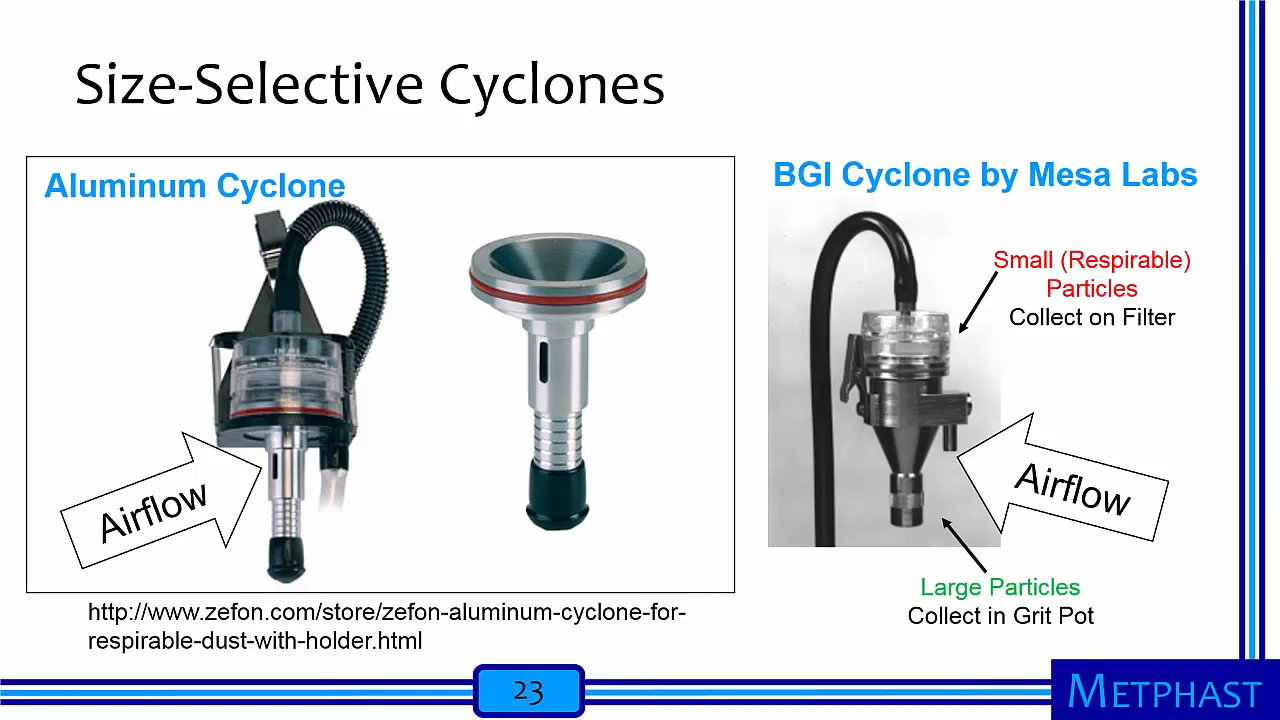 Size-Selective Cyclones
Aluminum Cyclone
Airflow
http://www.zefon.com/store/zefon-aluminum-cyclone-for-
respirable-dust-with-holder.html
BGI Cyclone by Mesa Labs
Small (Respirable)
Particles
Collect on Filter
Airflow
Large Particles
Collect in Grit Pot
23
METPHAST